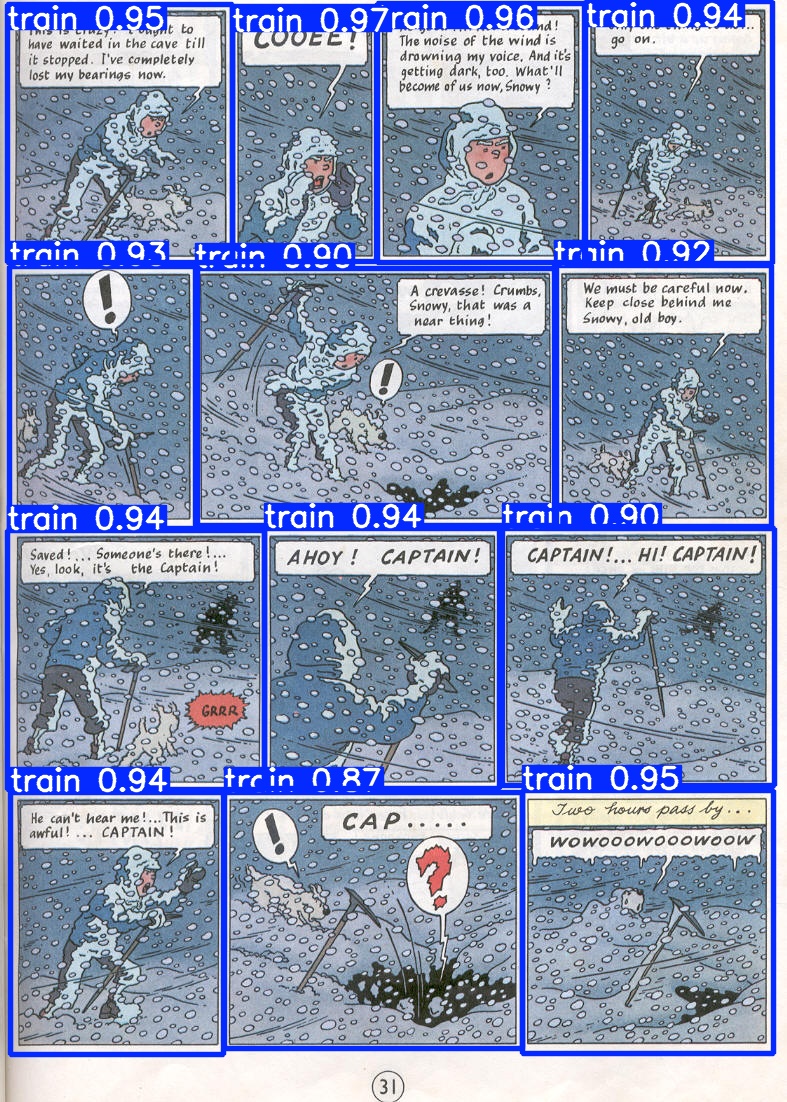 train 0.95
This is crazy! ought to
have waited in the cave till
it stopped. I've completely
lost my bearings now.
train 0.97
COOEE!
train 0.96
The noise of the wind is
drowning my voice. And it's
getting dark, too. What'll
become of us now, Snowy?
train 0.94
go on.
train 0.93
!
train 0.90
A crevasse! Crumbs,
Snowy, that was a
near thing!
!
train 0.92
We must be careful now.
Keep close behind me
Snowy, old boy.
train 0.94
Saved!... Someone's there!...
Yes, look, it's the Captain!
GRRR
train 0.94
AHOY! CAPTAIN!
train 0.90
CAPTAIN!... HI! CAPTAIN!
train 0.94
He can't hear me!...This is
awful! ... CAPTAIN!
train 0.87
!
CAP.....
?
train 0.95
Two hours pass by...
WOWOOOWOOOWOOW
31